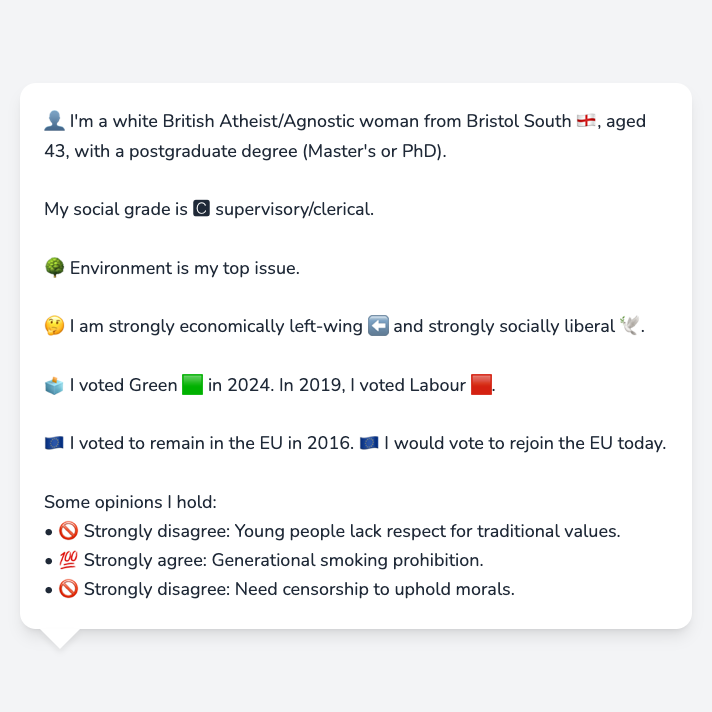 👤 I'm a white British Atheist/Agnostic woman from Bristol South 🏴󠁧󠁢󠁥󠁮󠁧󠁿, aged
43, with a postgraduate degree (Master's or PhD).
My social grade is 🅲 supervisory/clerical.
🌳 Environment is my top issue.
🤔 I am strongly economically left-wing ⬅️ and strongly socially liberal 🕊️.
🗳️ I voted Green 🟩 in 2024. In 2019, I voted Labour 🟥.
🇪🇺 I voted to remain in the EU in 2016. 🇪🇺 I would vote to rejoin the EU today.
Some opinions I hold:
• 🚫 Strongly disagree: Young people lack respect for traditional values.
• 💯 Strongly agree: Generational smoking prohibition.
• 🚫 Strongly disagree: Need censorship to uphold morals.